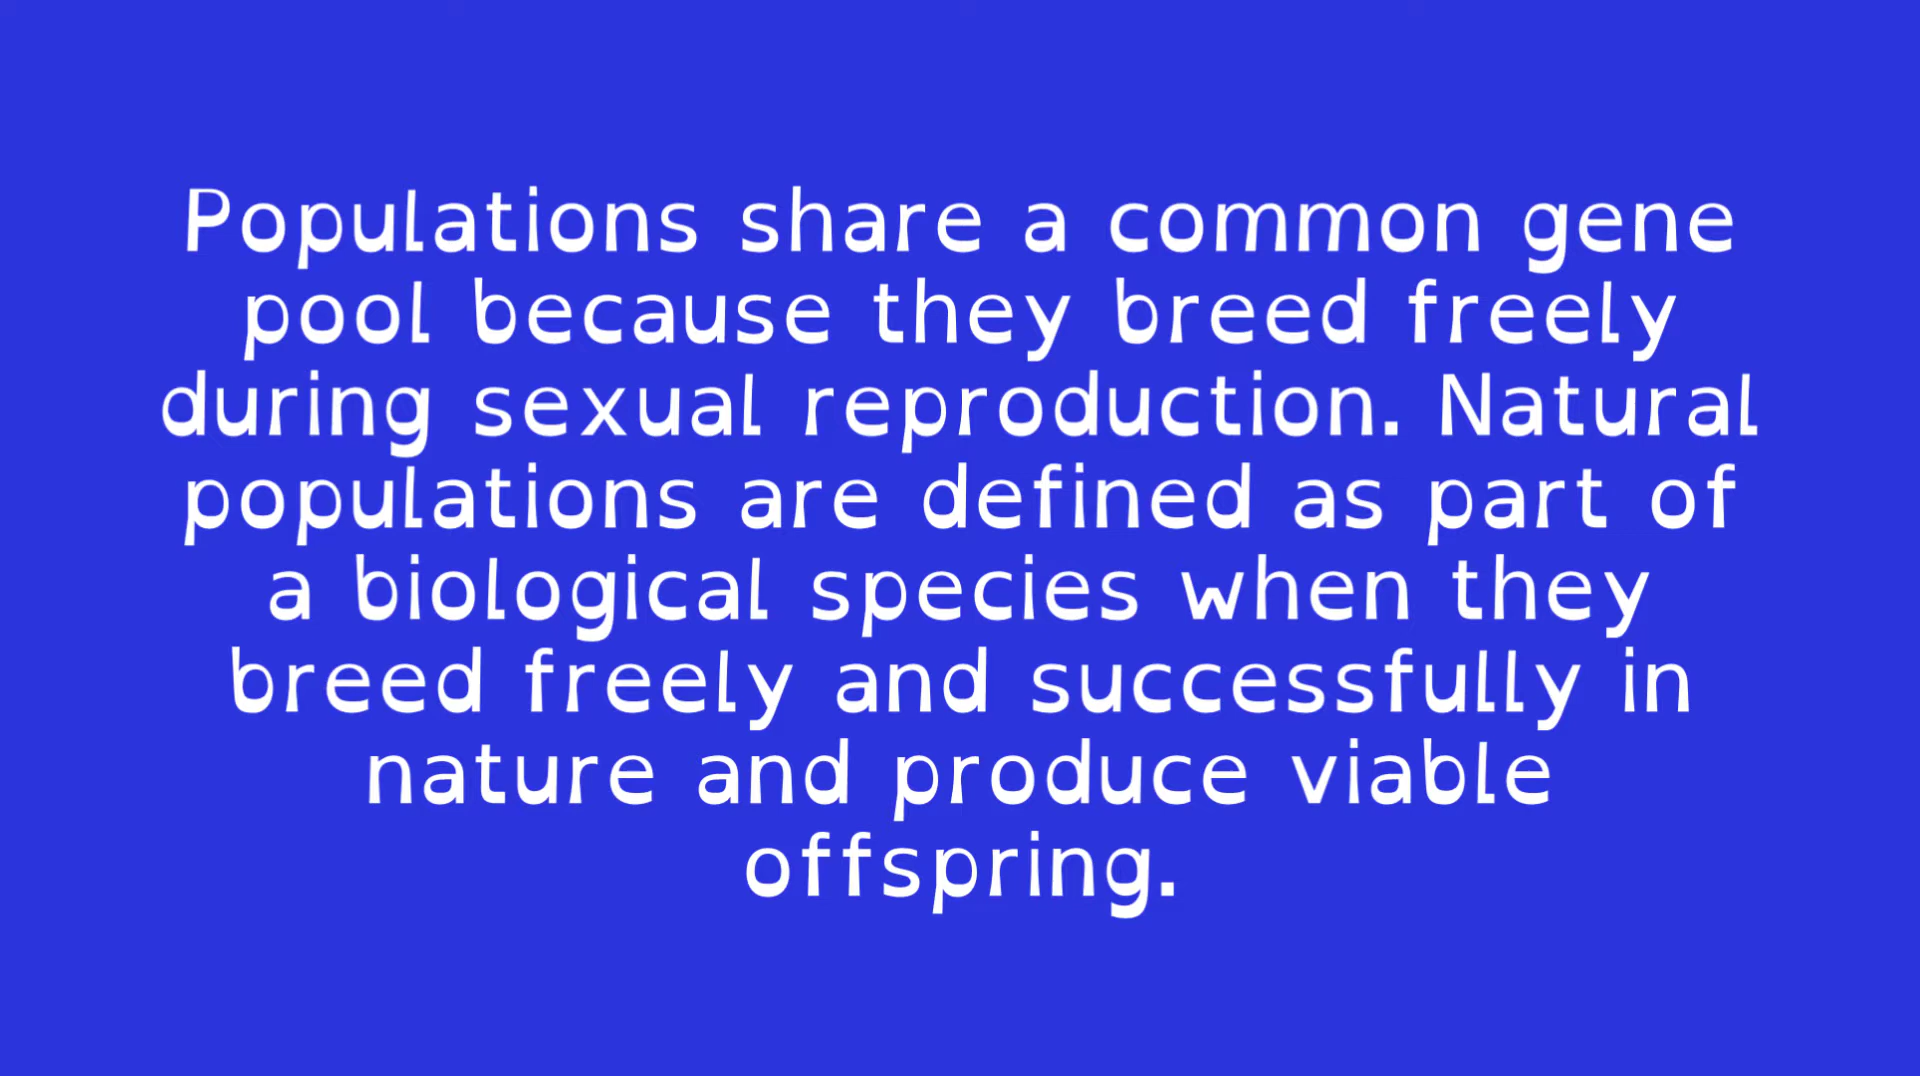 Populations share a common gene
pool because they breed freely
during sexual reproduction. Natural
populations are defined as part of
a biological species when they
breed freely and successfully in
nature and produce viable
offspring.